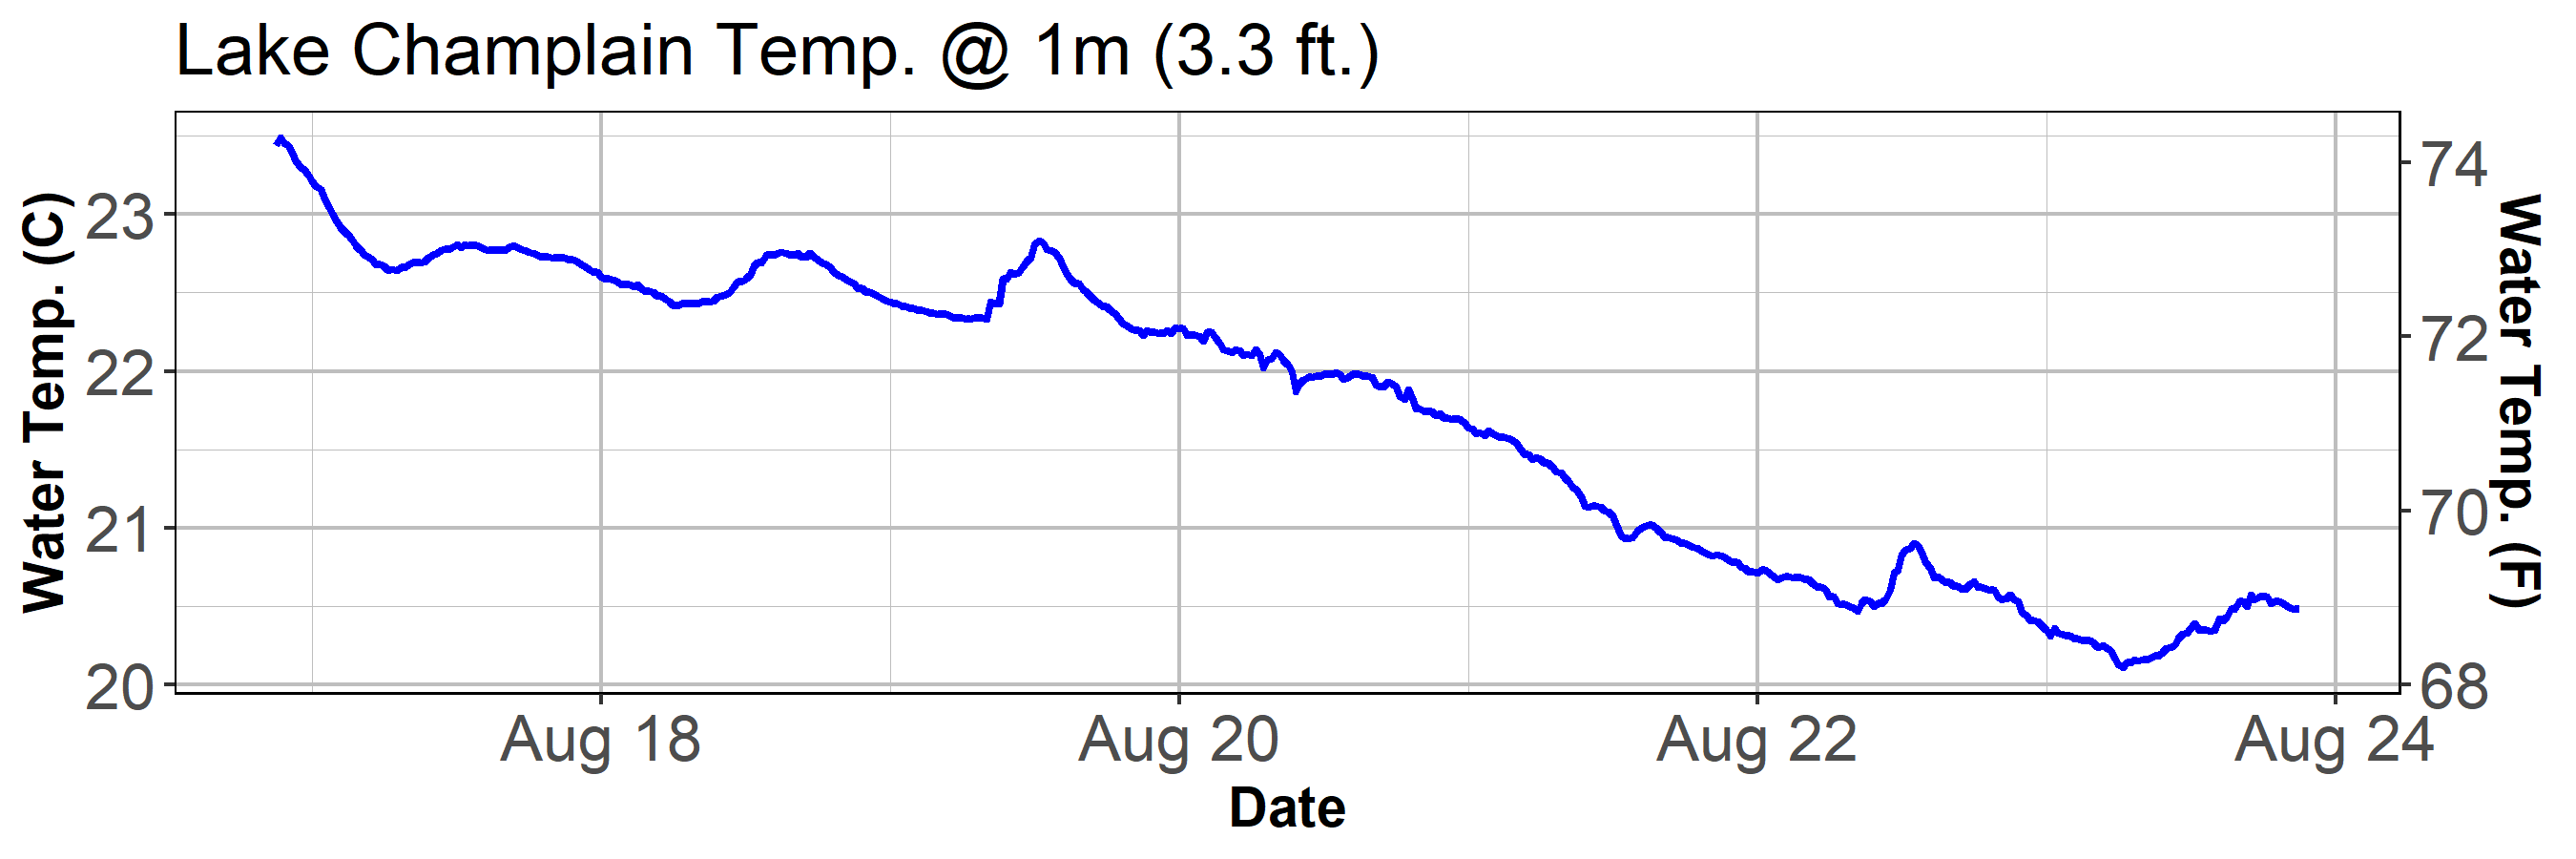 Lake Champlain Temp. @ 1m (3.3 ft.)
Water Temp. (C)
23
22
21
20
74
72
70
68
Water Temp. (F)
Aug 18
Aug 20
Aug 22
Aug 24
Date